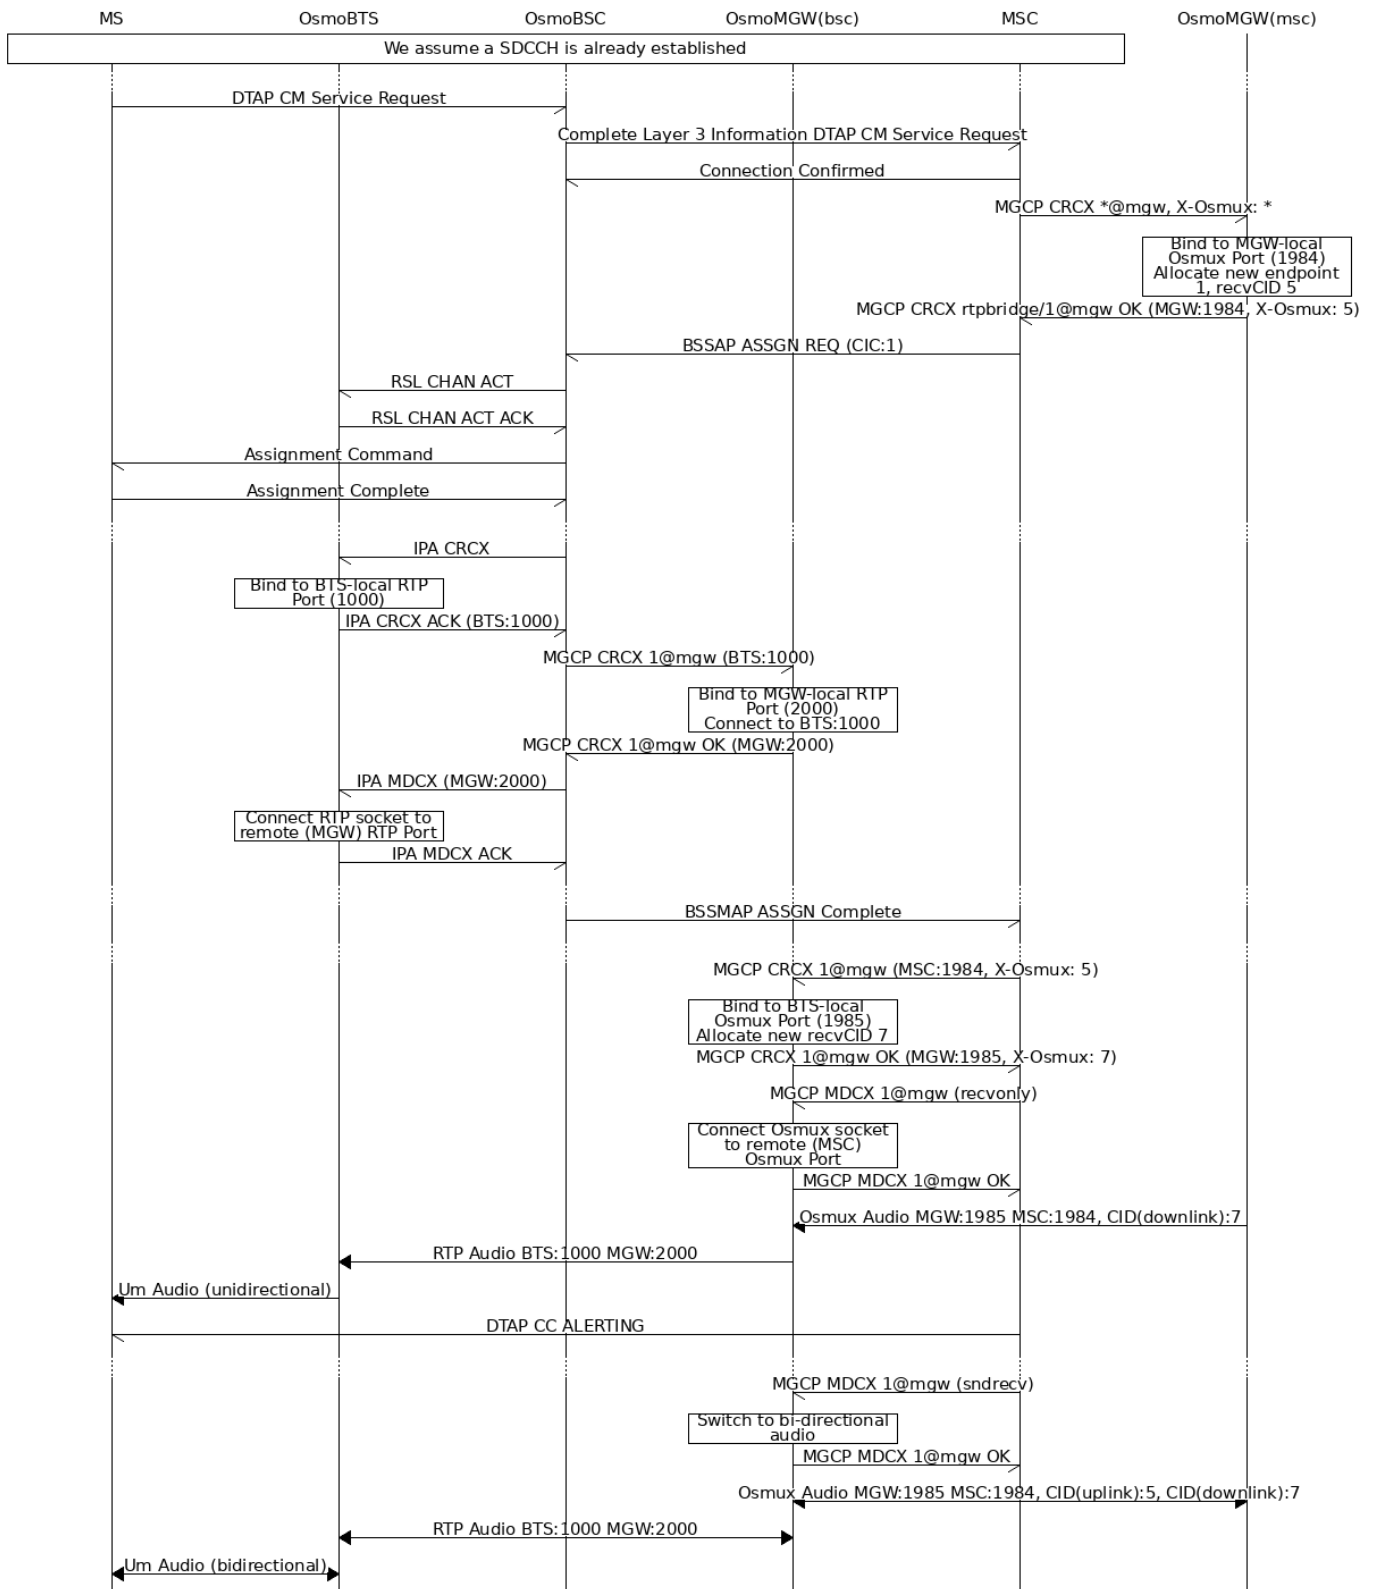 MS OsmoBTS OsmoBSC OsmoMGW(bsc) MSC OsmoMGW(msc)
We assume a SDCCH is already established
DTAP CM Service Request
Complete Layer 3 Information DTAP CM Service Request
Connection Confirmed
MGCP CRCX *@mgw, X-Osmux: *
Bind to MGW-local
Osmux Port (1984)
Allocate new endpoint
1, recvCID 5
MGCP CRCX rtpbridge/1@mgw OK (MGW:1984, X-Osmux: 5)
BSSAP ASSGN REQ (CIC:1)
RSL CHAN ACT
RSL CHAN ACT ACK
Assignment Command
Assignment Complete
IPA CRCX
Bind to BTS-local RTP
Port (1000)
IPA CRCX ACK (BTS:1000)
MGCP CRCX 1@mgw (BTS:1000)
Bind to MGW-local RTP
Port (2000)
Connect to BTS:1000
MGCP CRCX 1@mgw OK (MGW:2000)
IPA MDCX (MGW:2000)
Connect RTP socket to
remote (MGW) RTP Port
IPA MDCX ACK
BSSMAP ASSGN Complete
MGCP CRCX 1@mgw (MSC:1984, X-Osmux: 5)
Bind to BTS-local
Osmux Port (1985)
Allocate new recvCID 7
MGCP CRCX 1@mgw OK (MGW:1985, X-Osmux: 7)
MGCP MDCX 1@mgw (recvonly)
Connect Osmux socket
to remote (MSC)
Osmux Port
MGCP MDCX 1@mgw OK
Osmux Audio MGW:1985 MSC:1984, CID(downlink):7
RTP Audio BTS:1000 MGW:2000
Um Audio (unidirectional)
DTAP CC ALERTING
MGCP MDCX 1@mgw (sndrecv)
Switch to bi-directional
audio
MGCP MDCX 1@mgw OK
Osmux Audio MGW:1985 MSC:1984, CID(uplink):5, CID(downlink):7
RTP Audio BTS:1000 MGW:2000
Um Audio (bidirectional)